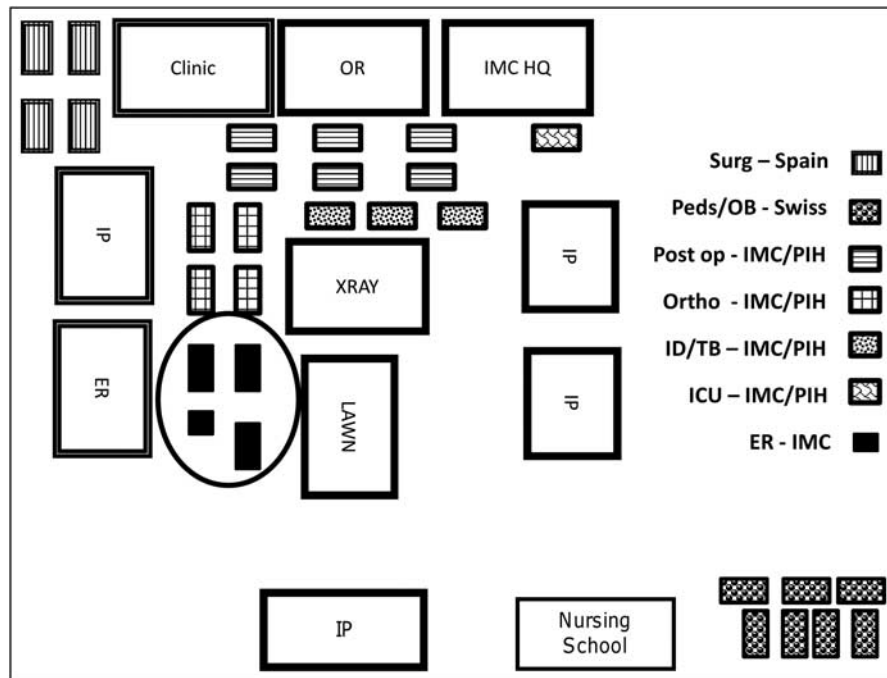 Clinic
OR
IMC HQ
Surg – Spain
Peds/OB - Swiss
Post op - IMC/PIH
Ortho - IMC/PIH
ID/TB – IMC/PIH
ICU – IMC/PIH
ER - IMC
IP
XRAY
IP
ER
LAWN
IP
IP
Nursing
School